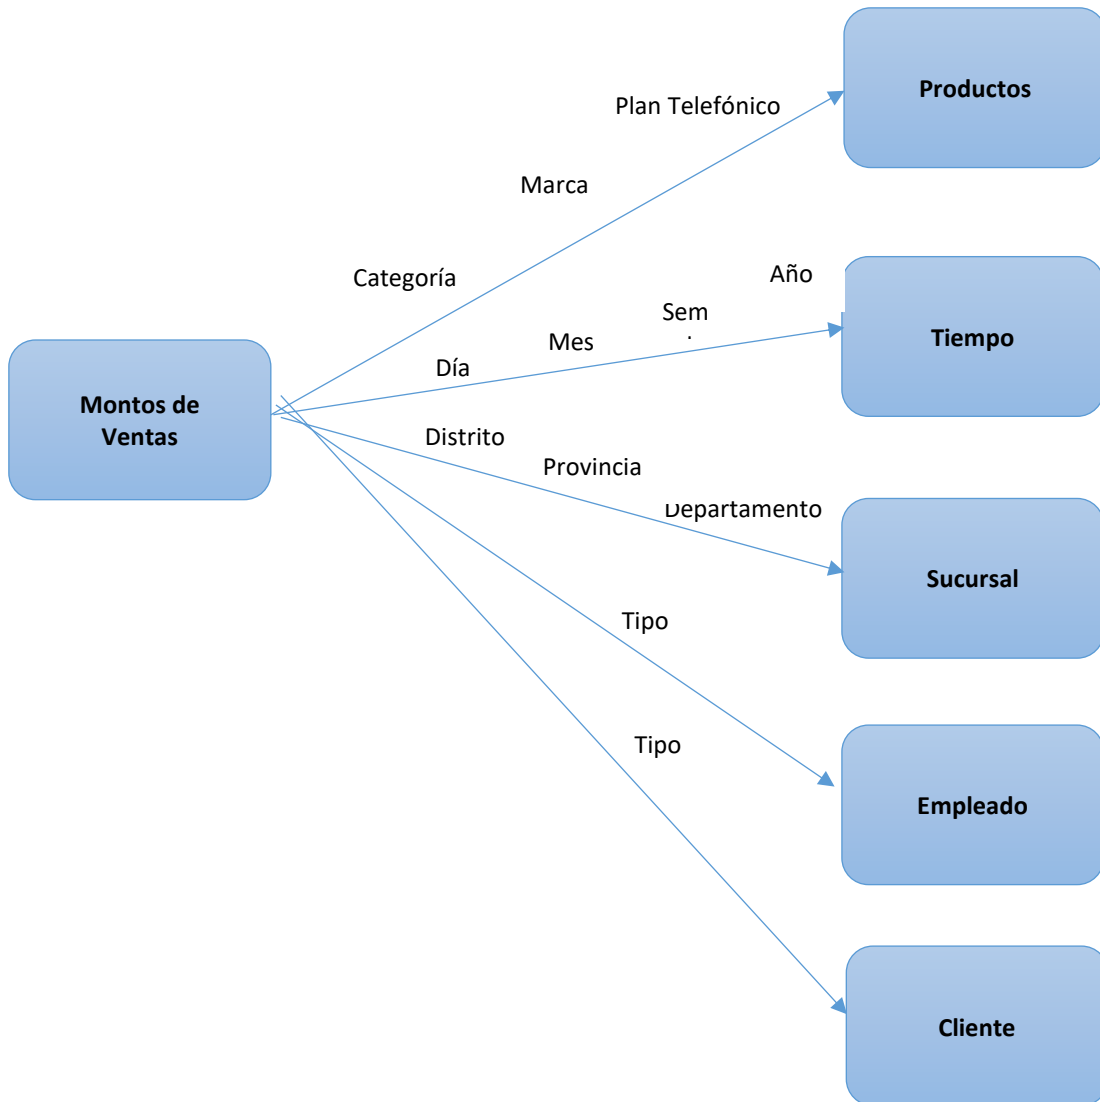 Productos
Plan Telefónico
Marca
Categoría
Año
Sem
Mes
Día
Tiempo
Montos de
Ventas
Distrito
Provincia
Departamento
Sucursal
Tipo
Empleado
Tipo
Cliente